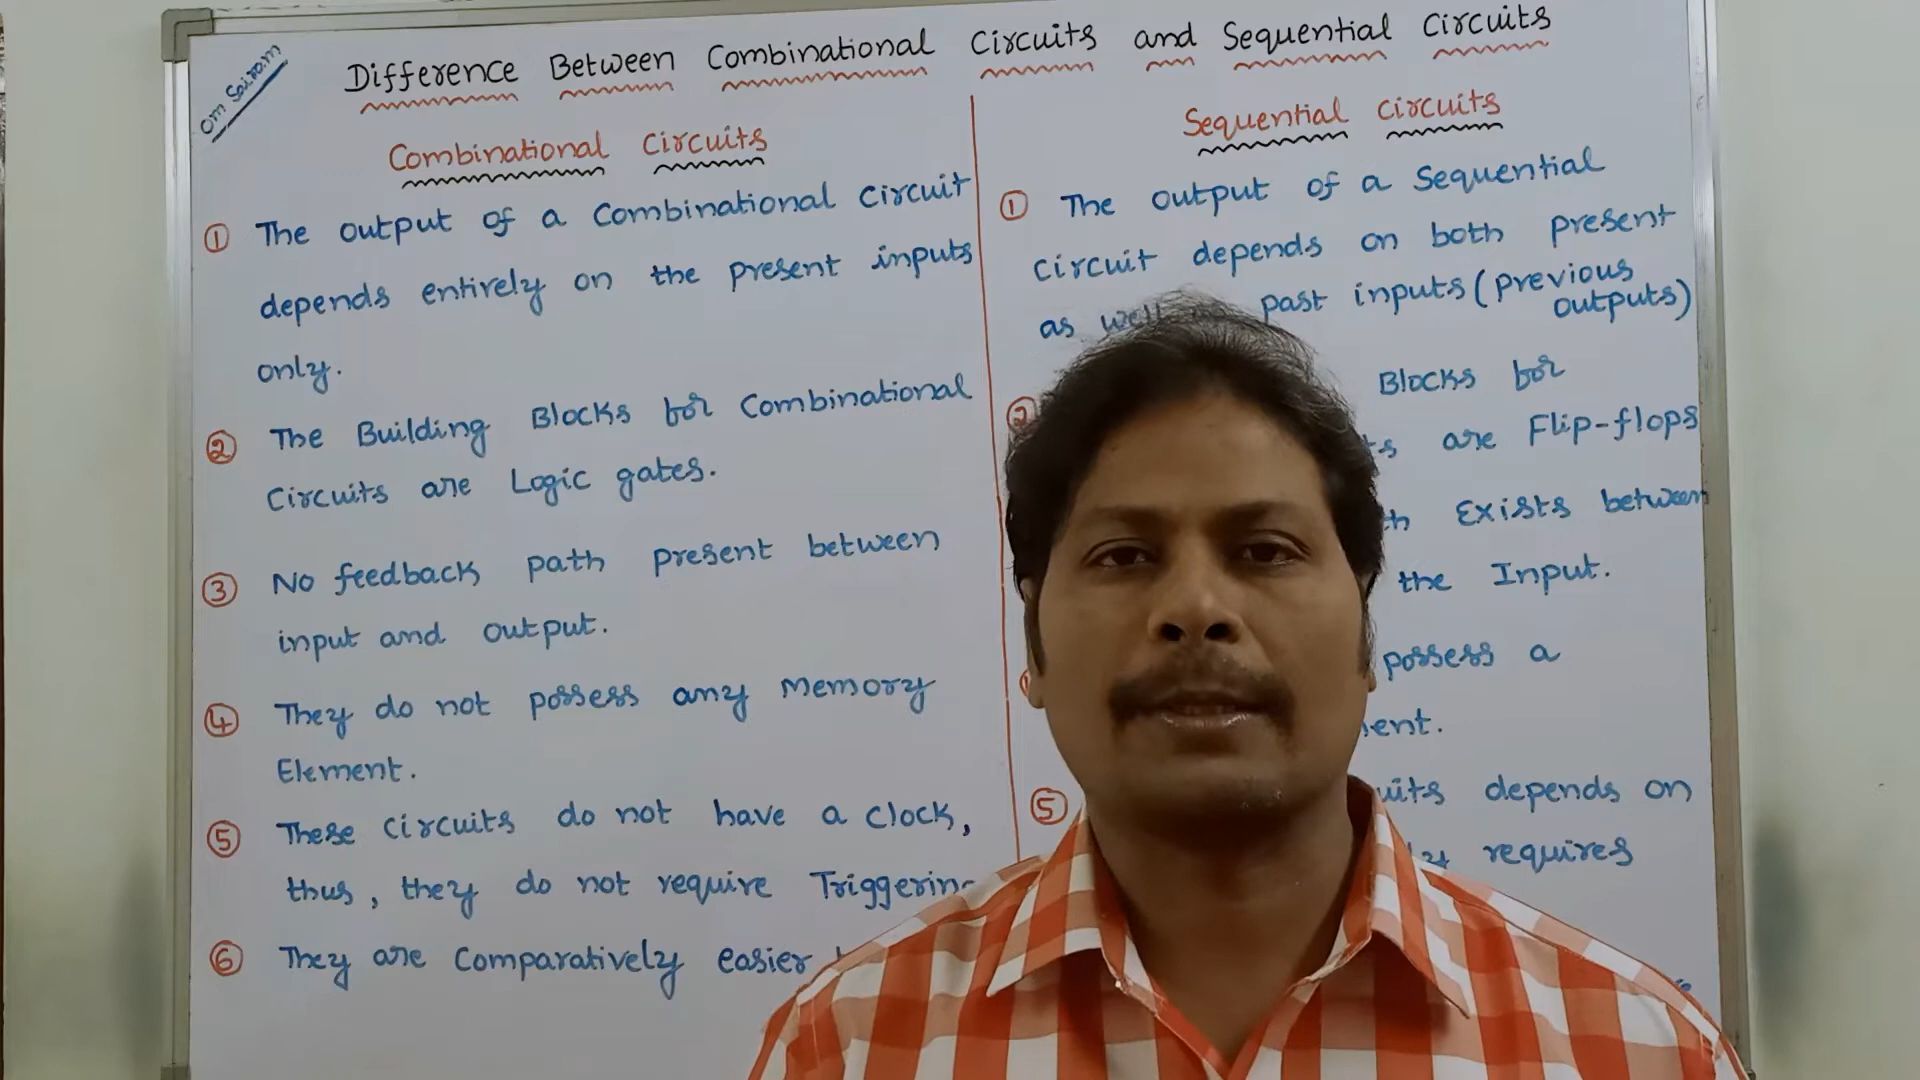 Om Sairam
Difference Between Combinational Circuits and Sequential Circuits
Combinational Circuits
① The output of a Combinational Circuit
depends entirely on the present inputs
only.
② The Building Blocks for Combinational
Circuits are Logic gates.
③ No feedback path present between
input and output.
④ They do not possess any Memory
Element.
⑤ These circuits do not have a clock,
thus, they do not require Triggering
⑥ They are Comparatively easier
Sequential Circuits
① The output of a Sequential
circuit depends on both present
as well as past inputs (previous
outputs)
② Blocks for
are Flip-flops
Exists between
the Input.
possess a
⑤ depends on
requires